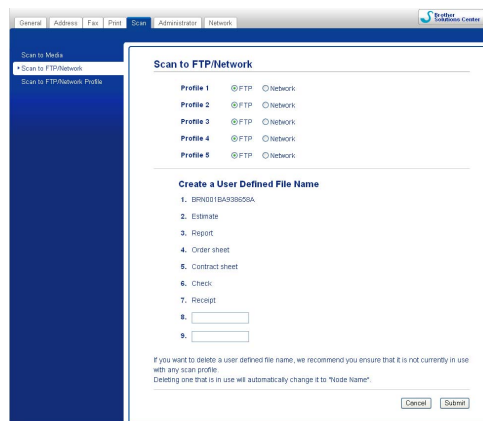 General Address Fax Print Scan Administrator Network
Brother
Solutions Center
Scan to Media
Scan to FTP/Network
Scan to FTP/Network Profile
Scan to FTP/Network
Profile 1 FTP Network
Profile 2 FTP Network
Profile 3 FTP Network
Profile 4 FTP Network
Profile 5 FTP Network
Create a User Defined File Name
1. BRN001BA938658A
2. Estimate
3. Report
4. Order sheet
5. Contract sheet
6. Check
7. Receipt
8.
9.
If you want to delete a user defined file name, we recommend you ensure that it is not currently in use
with any scan profile.
Deleting one that is in use will automatically change it to "Node Name".
Cancel Submit